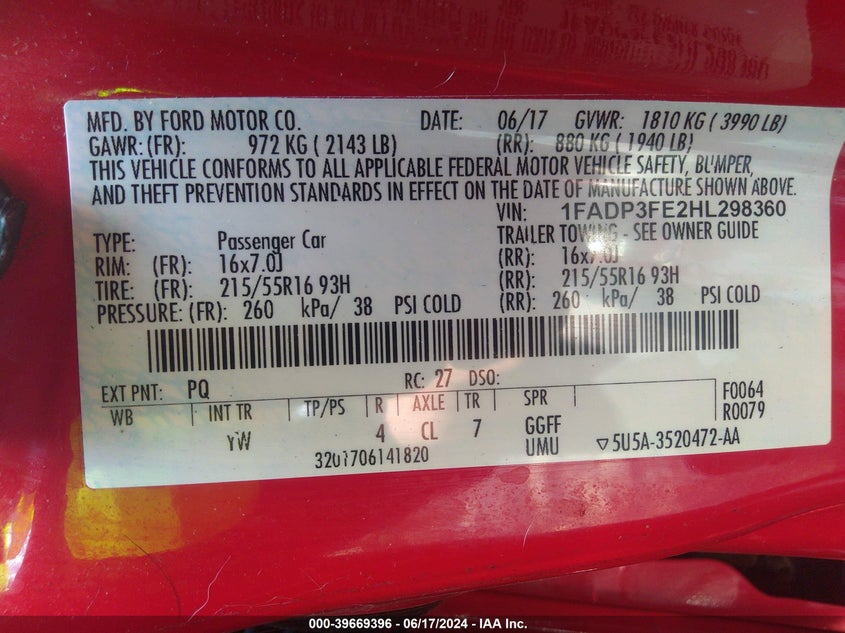 MFD. BY FORD MOTOR CO. DATE: 06/17 GVWR: 1810 KG ( 3990 LB)
GAWR: (FR): 972 KG ( 2143 LB) (RR): 880 KG ( 1940 LB)
THIS VEHICLE CONFORMS TO ALL APPLICABLE FEDERAL MOTOR VEHICLE SAFETY, BUMPER,
AND THEFT PREVENTION STANDARDS IN EFFECT ON THE DATE OF MANUFACTURE SHOWN ABOVE.
VIN: 1FADP3FE2HL298360
TYPE: Passenger Car TRAILER TOWING - SEE OWNER GUIDE
RIM: (FR): 16x7.0J (RR): 16x7.0J
TIRE: (FR): 215/55R16 93H (RR): 215/55R16 93H
PRESSURE: (FR): 260 kPa/ 38 PSI COLD (RR): 260 kPa/ 38 PSI COLD
EXT PNT: PQ RC: 27 DSO:
WB INT TR TP/PS R AXLE TR SPR F0064
R0079
YW 4 CL 7 GGFF
UMU ▽5U5A-3520472-AA
3201706141820
000-39669396 - 06/17/2024 - IAA Inc.